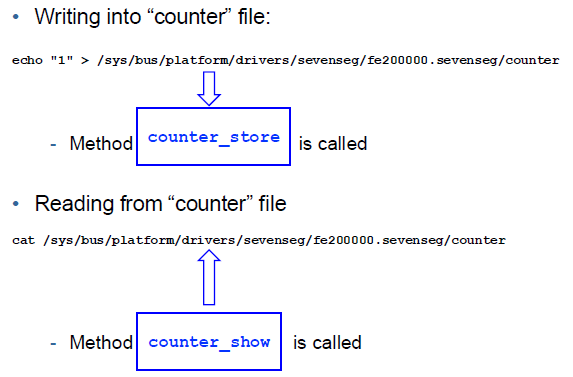 • Writing into “counter” file:
echo "1" > /sys/bus/platform/drivers/sevenseg/fe200000.sevenseg/counter
- Method counter_store is called
• Reading from “counter” file
cat /sys/bus/platform/drivers/sevenseg/fe200000.sevenseg/counter
- Method counter_show is called